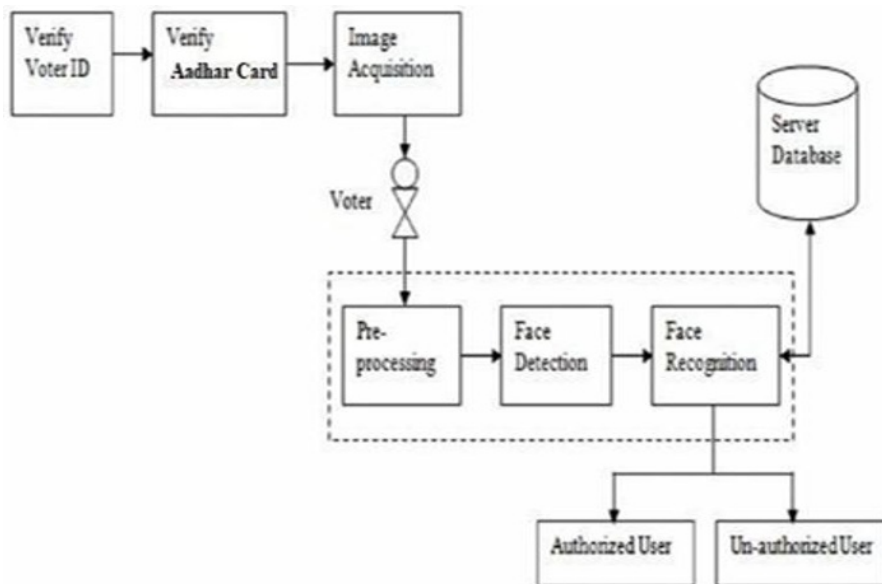 Verify
Voter ID
Verify
Aadhar Card
Image
Acquisition
Server
Database
Voter
Pre-
processing
Face
Detection
Face
Recognition
Authorized User
Un-authorized User